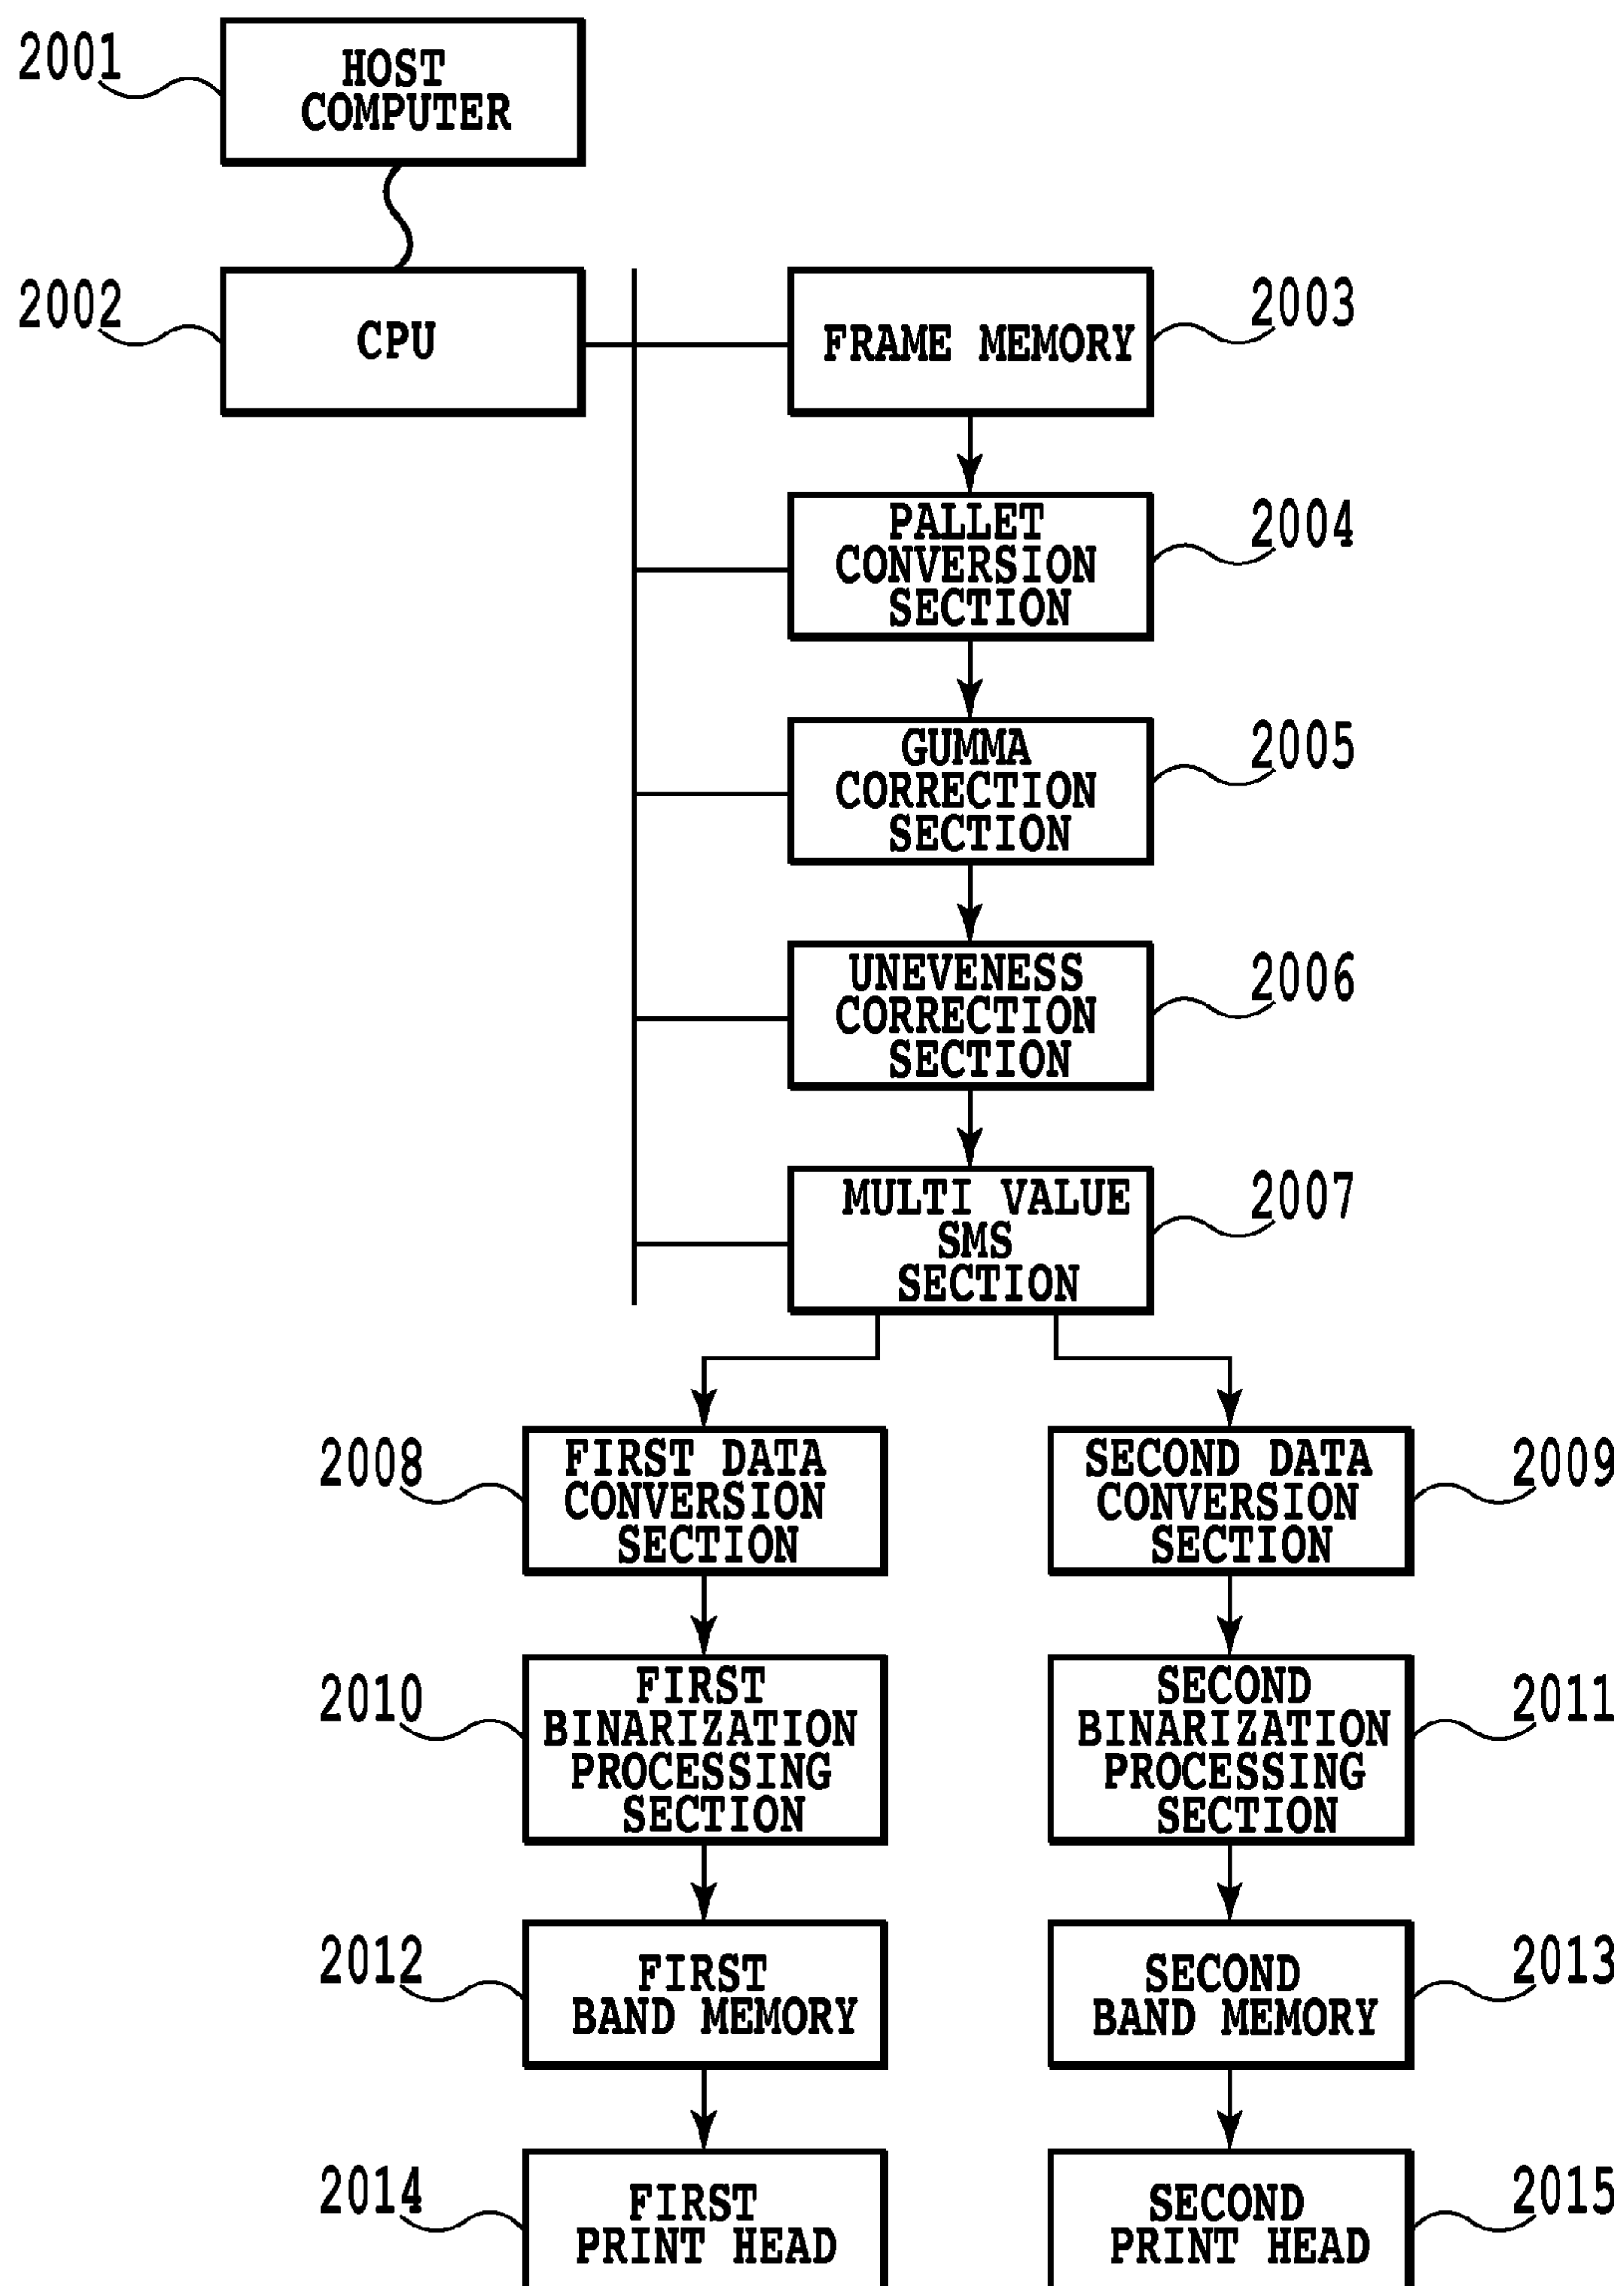 2001
HOST
COMPUTER
2002
CPU
FRAME MEMORY
2003
PALLET
CONVERSION
SECTION
2004
GUMMA
CORRECTION
SECTION
2005
UNEVENESS
CORRECTION
SECTION
2006
MULTI VALUE
SMS
SECTION
2007
2008
FIRST DATA
CONVERSION
SECTION
SECOND DATA
CONVERSION
SECTION
2009
2010
FIRST
BINARIZATION
PROCESSING
SECTION
SECOND
BINARIZATION
PROCESSING
SECTION
2011
2012
FIRST
BAND MEMORY
SECOND
BAND MEMORY
2013
2014
FIRST
PRINT HEAD
SECOND
PRINT HEAD
2015